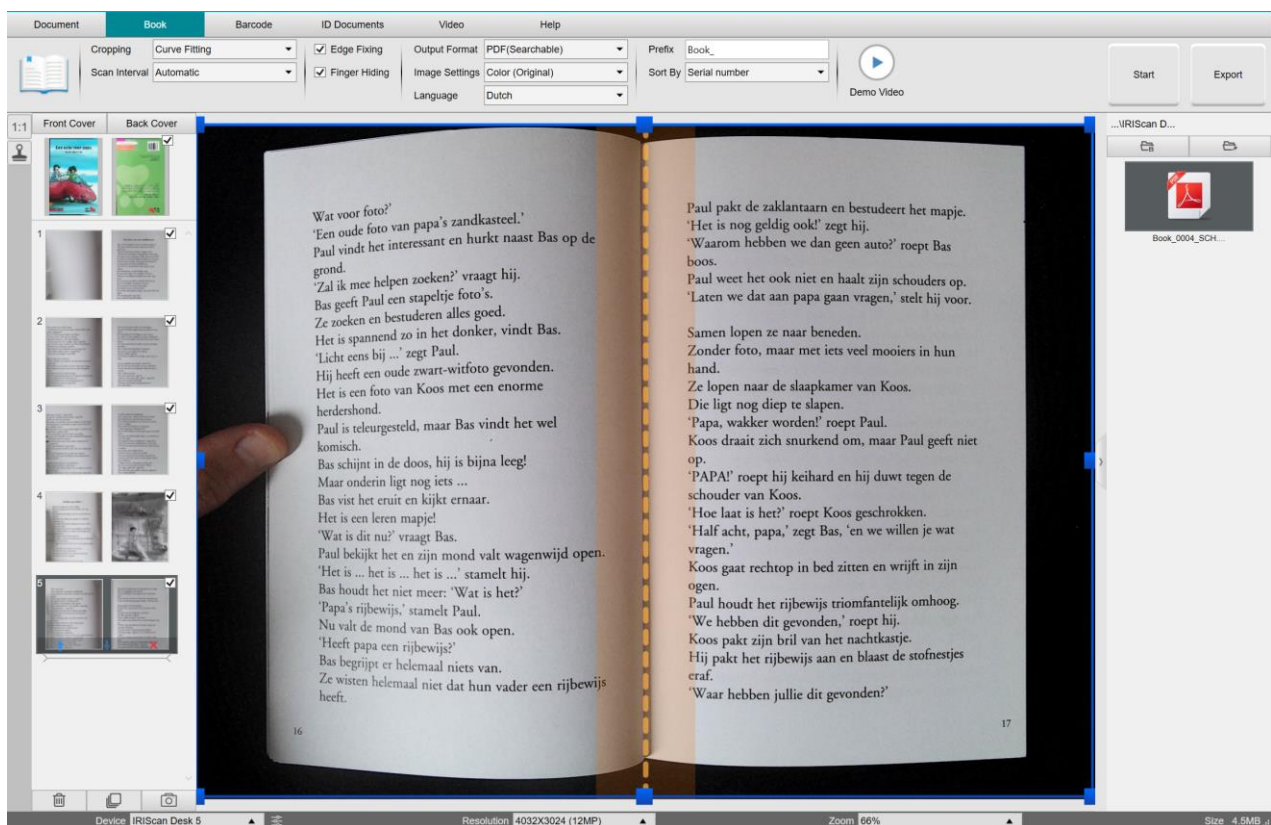 Document
Book
Barcode
ID Documents
Video
Help
Cropping
Curve Fitting
Scan Interval
Automatic
Edge Fixing
Finger Hiding
Output Format
PDF(Searchable)
Image Settings
Color (Original)
Language
Dutch
Prefix
Book_
Sort By
Serial number
Demo Video
Start
Export
1:1
Front Cover
Back Cover
1
2
3
4
5
Wat voor foto?’
‘Een oude foto van papa’s zandkasteel.’
Paul vindt het interessant en hurkt naast Bas op de
grond.
‘Zal ik mee helpen zoeken?’ vraagt hij.
Bas geeft Paul een stapeltje foto’s.
Ze zoeken en bestuderen alles goed.
Het is spannend zo in het donker, vindt Bas.
‘Licht eens bij ...’ zegt Paul.
Hij heeft een oude zwart-witfoto gevonden.
Het is een foto van Koos met een enorme
herdershond.
Paul is teleurgesteld, maar Bas vindt het wel
komisch.
Bas schijnt in de doos, hij is bijna leeg!
Maar onderin ligt nog iets ...
Bas vist het eruit en kijkt ernaar.
Het is een leren mapje!
‘Wat is dit nu?’ vraagt Bas.
Paul bekijkt het en zijn mond valt wagenwijd open.
‘Het is ... het is ... het is ...’ stamelt hij.
Bas houdt het niet meer: ‘Wat is het?’
‘Papa’s rijbewijs,’ stamelt Paul.
Nu valt de mond van Bas ook open.
‘Heeft papa een rijbewijs?’
Bas begrijpt er helemaal niets van.
Ze wisten helemaal niet dat hun vader een rijbewijs
heeft.
16
Paul pakt de zaklantaarn en bestudeert het mapje.
‘Het is nog geldig ook!’ zegt hij.
‘Waarom hebben we dan geen auto?’ roept Bas
boos.
Paul weet het ook niet en haalt zijn schouders op.
‘Laten we dat aan papa gaan vragen,’ stelt hij voor.
Samen lopen ze naar beneden.
Zonder foto, maar met iets veel mooiers in hun
hand.
Ze lopen naar de slaapkamer van Koos.
Die ligt nog diep te slapen.
‘Papa, wakker worden!’ roept Paul.
Koos draait zich snurkend om, maar Paul geeft niet
op.
‘PAPA!’ roept hij keihard en hij duwt tegen de
schouder van Koos.
‘Hoe laat is het?’ roept Koos geschrokken.
‘Half acht, papa,’ zegt Bas, ‘en we willen je wat
vragen.’
Koos gaat rechtop in bed zitten en wrijft in zijn
ogen.
Paul houdt het rijbewijs triomfantelijk omhoog.
‘We hebben dit gevonden,’ roept hij.
Koos pakt zijn bril van het nachtkastje.
Hij pakt het rijbewijs aan en blaast de stofnestjes
eraf.
‘Waar hebben jullie dit gevonden?’
17
...\IRIScan D...
PDF
Book_0004_SCH....
Device
IRIScan Desk 5
Resolution
4032X3024 (12MP)
Zoom
66%
Size 4.5MB